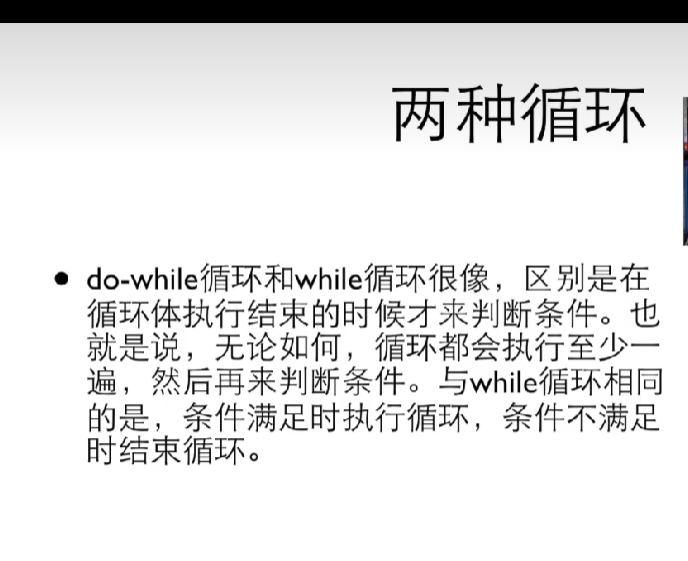 两种循环
• do-while循环和while循环很像，区别是在
循环体执行结束的时候才来判断条件。也
就是说，无论如何，循环都会执行至少一
遍，然后再来判断条件。与while循环相同
的是，条件满足时执行循环，条件不满足
时结束循环。